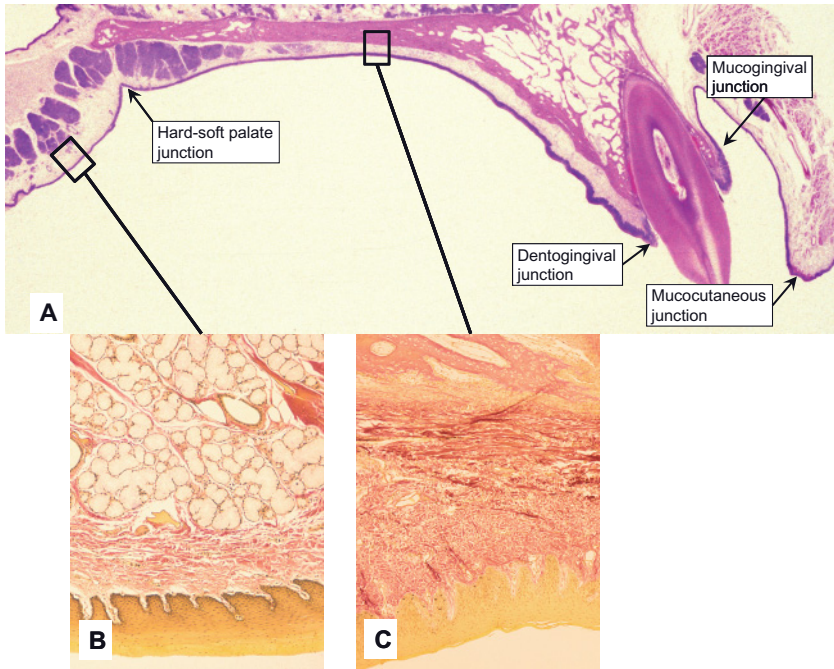 Mucogingival
junction
Hard-soft palate
junction
Dentogingival
junction
Mucocutaneous
junction
A
B
C